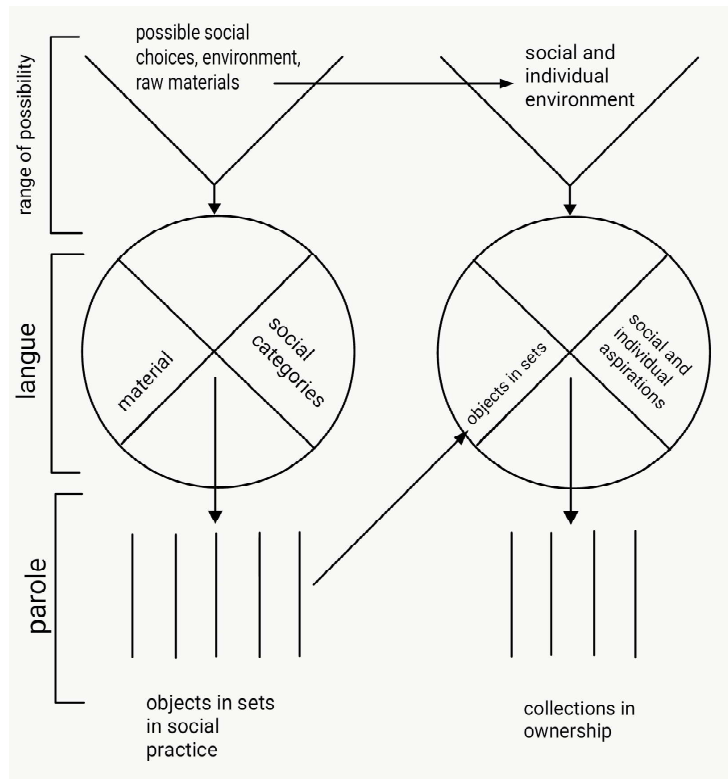 range of possibility
possible social
choices, environment,
raw materials
social and
individual
environment
langue
material
social
categories
objects in sets
social and
individual
aspirations
parole
objects in sets
in social
practice
collections in
ownership